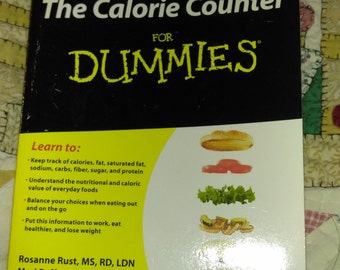 The Calorie Counter
FOR
DUMMIES
Learn to:
• Keep track of calories, fat, saturated fat,
sodium, carbs, fiber, sugar, and protein
• Understand the nutritional and caloric
value of everyday foods
• Balance your choices when eating out
and on the go
• Put this information to work, eat
healthier, and lose weight
Rosanne Rust, MS, RD, LDN